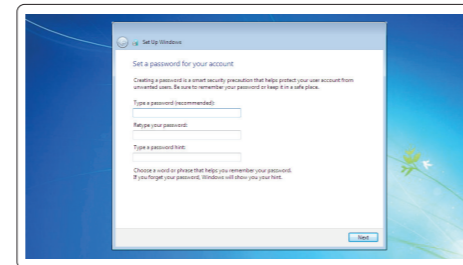 Set Up Windows
Set a password for your account
Creating a password is a smart security precaution that helps protect your user account from
unwanted users. Be sure to remember your password or keep it in a safe place.
Type a password (recommended):
Retype your password:
Type a password hint:
Choose a word or phrase that helps you remember your password.
If you forget your password, Windows will show you your hint.
Next